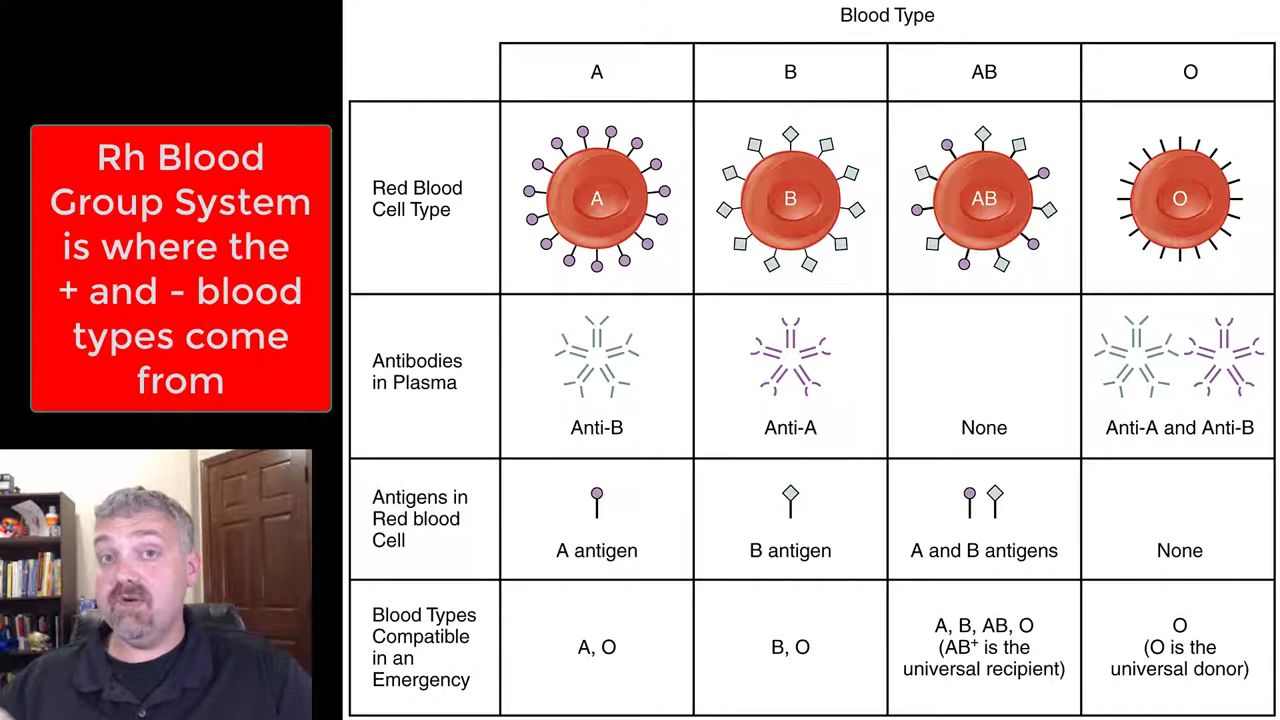 Blood Type
Rh Blood
Group System
is where the
+ and - blood
types come
from
A
B
AB
O
Red Blood
Cell Type
A
B
AB
O
Antibodies
in Plasma
Anti-B
Anti-A
None
Anti-A and Anti-B
Antigens in
Red blood
Cell
A antigen
B antigen
A and B antigens
None
Blood Types
Compatible
in an
Emergency
A, O
B, O
A, B, AB, O
(AB⁺ is the
universal recipient)
O
(O is the
universal donor)